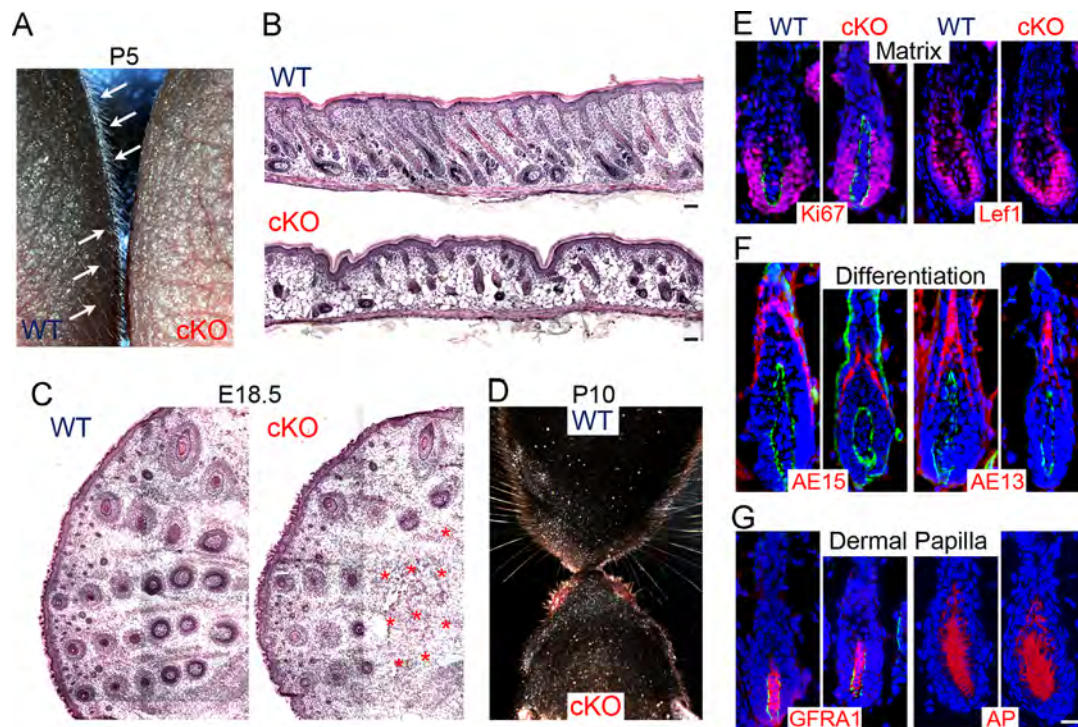 A
P5
WT
cKO
B
WT
cKO
C
E18.5
WT
cKO
D
P10
WT
cKO
E
WT
cKO
WT
cKO
Matrix
Ki67
Lef1
F
Differentiation
AE15
AE13
G
Dermal Papilla
GFRA1
AP